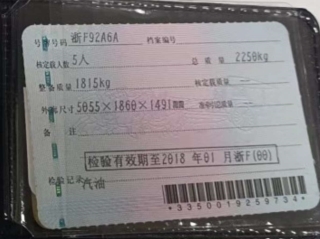 号牌号码 浙F92A6A 档案编号
核定载人数 5人 总质量 2250kg
整备质量 1815kg 核定载质量 --
外廓尺寸 5055×1860×1491mm 准牵引总质量 --
备注
检验有效期至2018年01月浙F(00)
检验记录 汽油
*3350019259734*